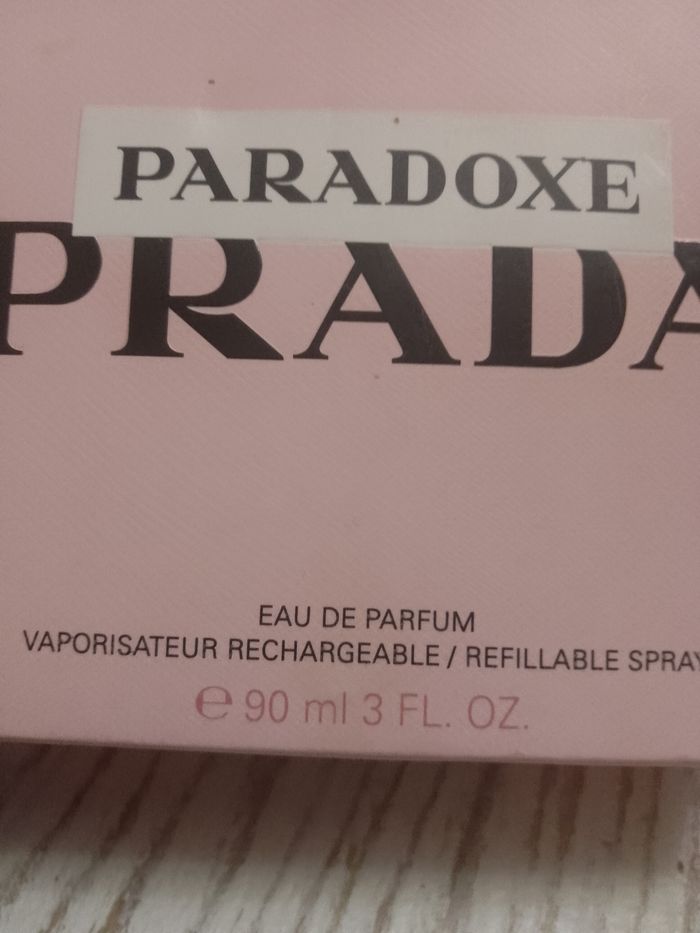 PARADOXE
PRADA
EAU DE PARFUM
VAPORISATEUR RECHARGEABLE / REFILLABLE SPRAY
℮ 90 ml 3 FL. OZ.